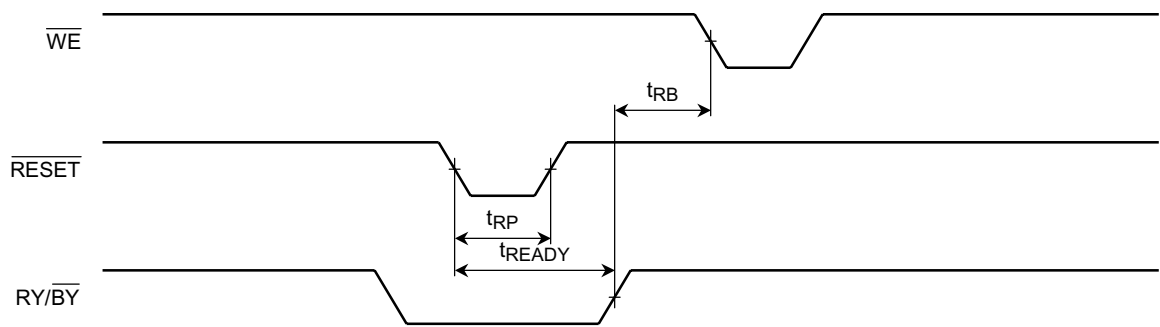 WE
tRB
RESET
tRP
tREADY
RY/BY